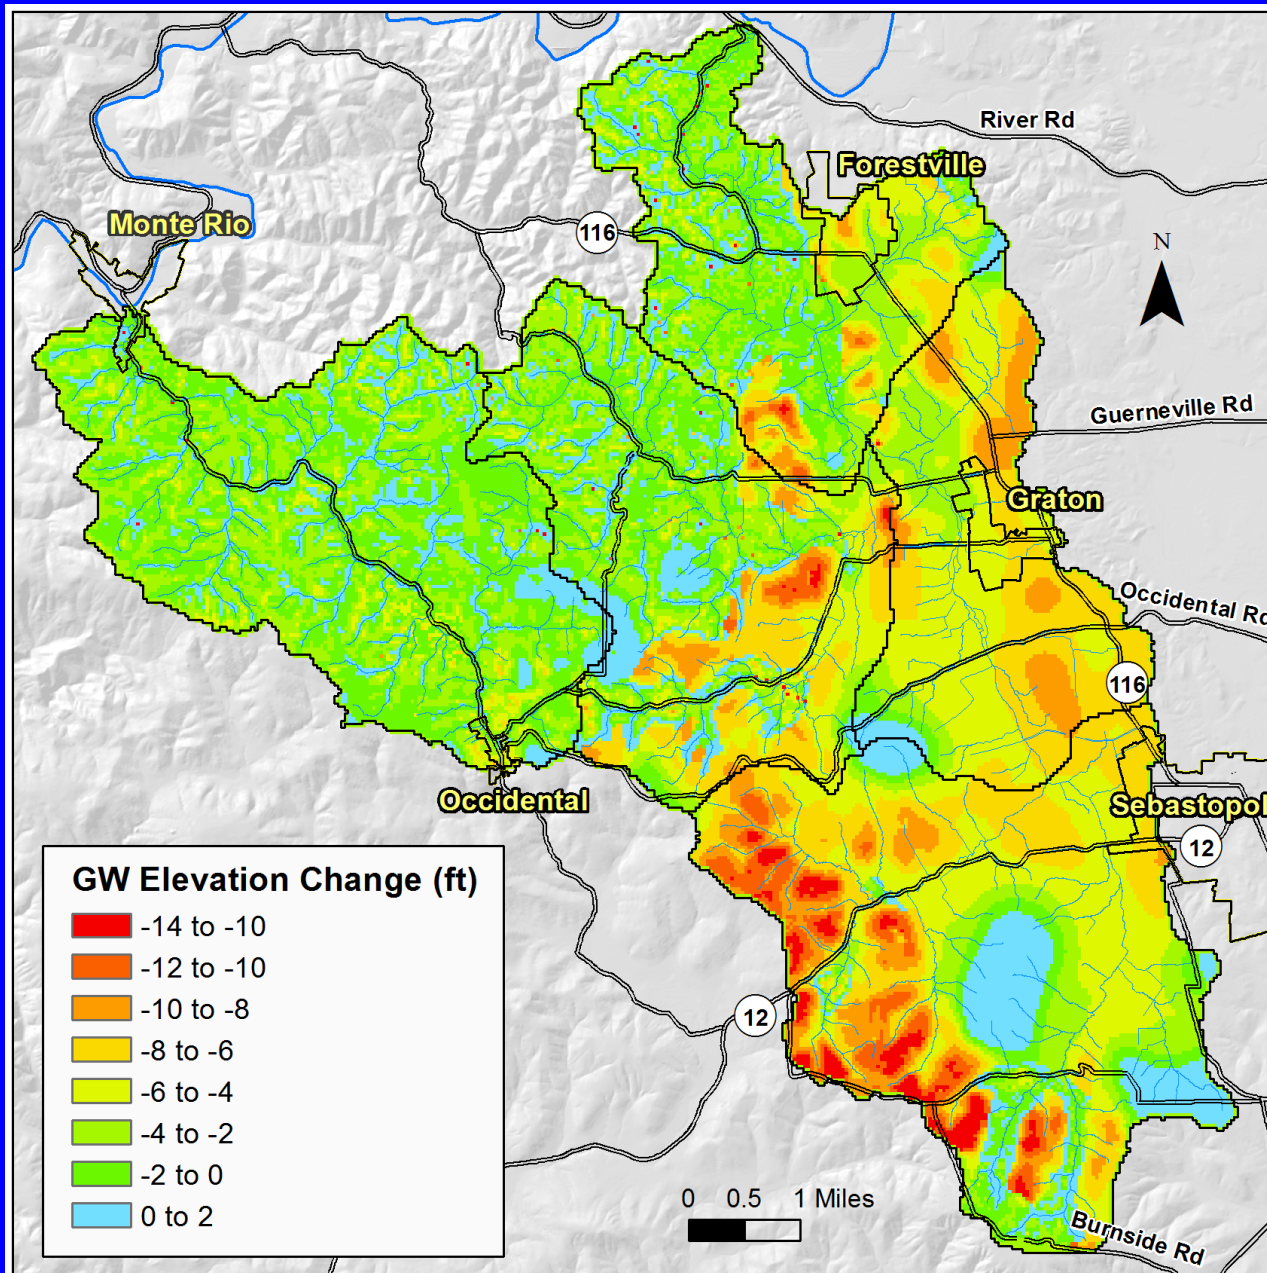 River Rd
Forestville
Monte Rio
116
N
Guerneville Rd
Graton
Occidental Rd
116
Occidental
Sebastopol
12
GW Elevation Change (ft)
-14 to -10
-12 to -10
-10 to -8
-8 to -6
-6 to -4
-4 to -2
-2 to 0
0 to 2
12
0 0.5 1 Miles
Burnside Rd